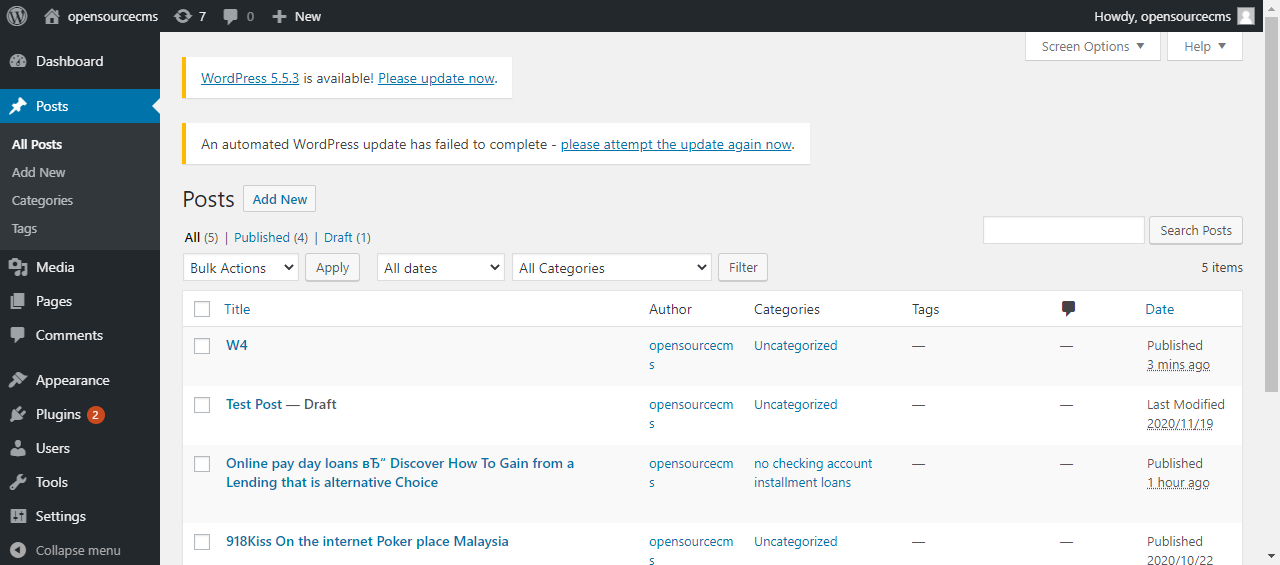 opensourcecms 7 0 New Howdy, opensourcecms
Screen Options Help
Dashboard
Posts
All Posts
Add New
Categories
Tags
Media
Pages
Comments
Appearance
Plugins 2
Users
Tools
Settings
Collapse menu
WordPress 5.5.3 is available! Please update now.
An automated WordPress update has failed to complete - please attempt the update again now.
Posts Add New
All (5) | Published (4) | Draft (1)
Search Posts
Bulk Actions Apply All dates All Categories Filter 5 items
Title Author Categories Tags Date
W4 opensourcecm Uncategorized — — Published
s 3 mins ago
Test Post — Draft opensourcecm Uncategorized — — Last Modified
s 2020/11/19
Online pay day loans вЂ“ Discover How To Gain from a opensourcecm no checking account — — Published
Lending that is alternative Choice s installment loans 1 hour ago
918Kiss On the internet Poker place Malaysia opensourcecm Uncategorized — — Published
s 2020/10/22